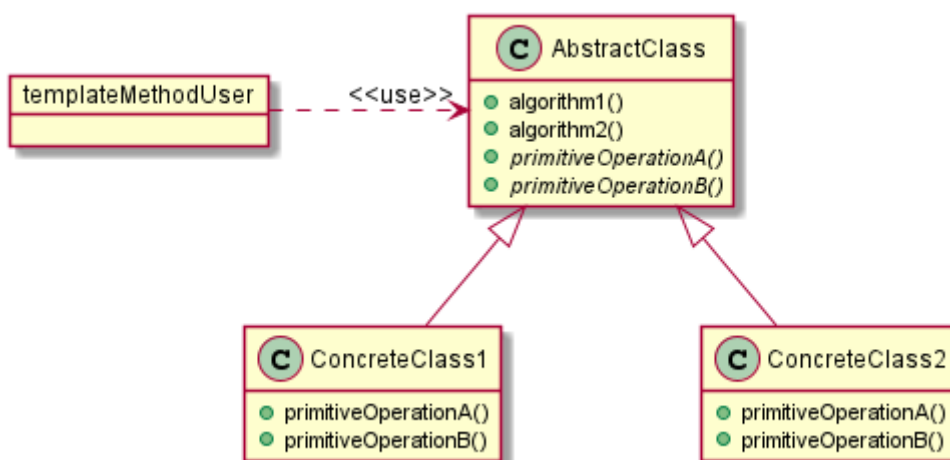 C AbstractClass
templateMethodUser
<<use>>
algorithm1()
algorithm2()
primitiveOperationA()
primitiveOperationB()
C ConcreteClass1
primitiveOperationA()
primitiveOperationB()
C ConcreteClass2
primitiveOperationA()
primitiveOperationB()